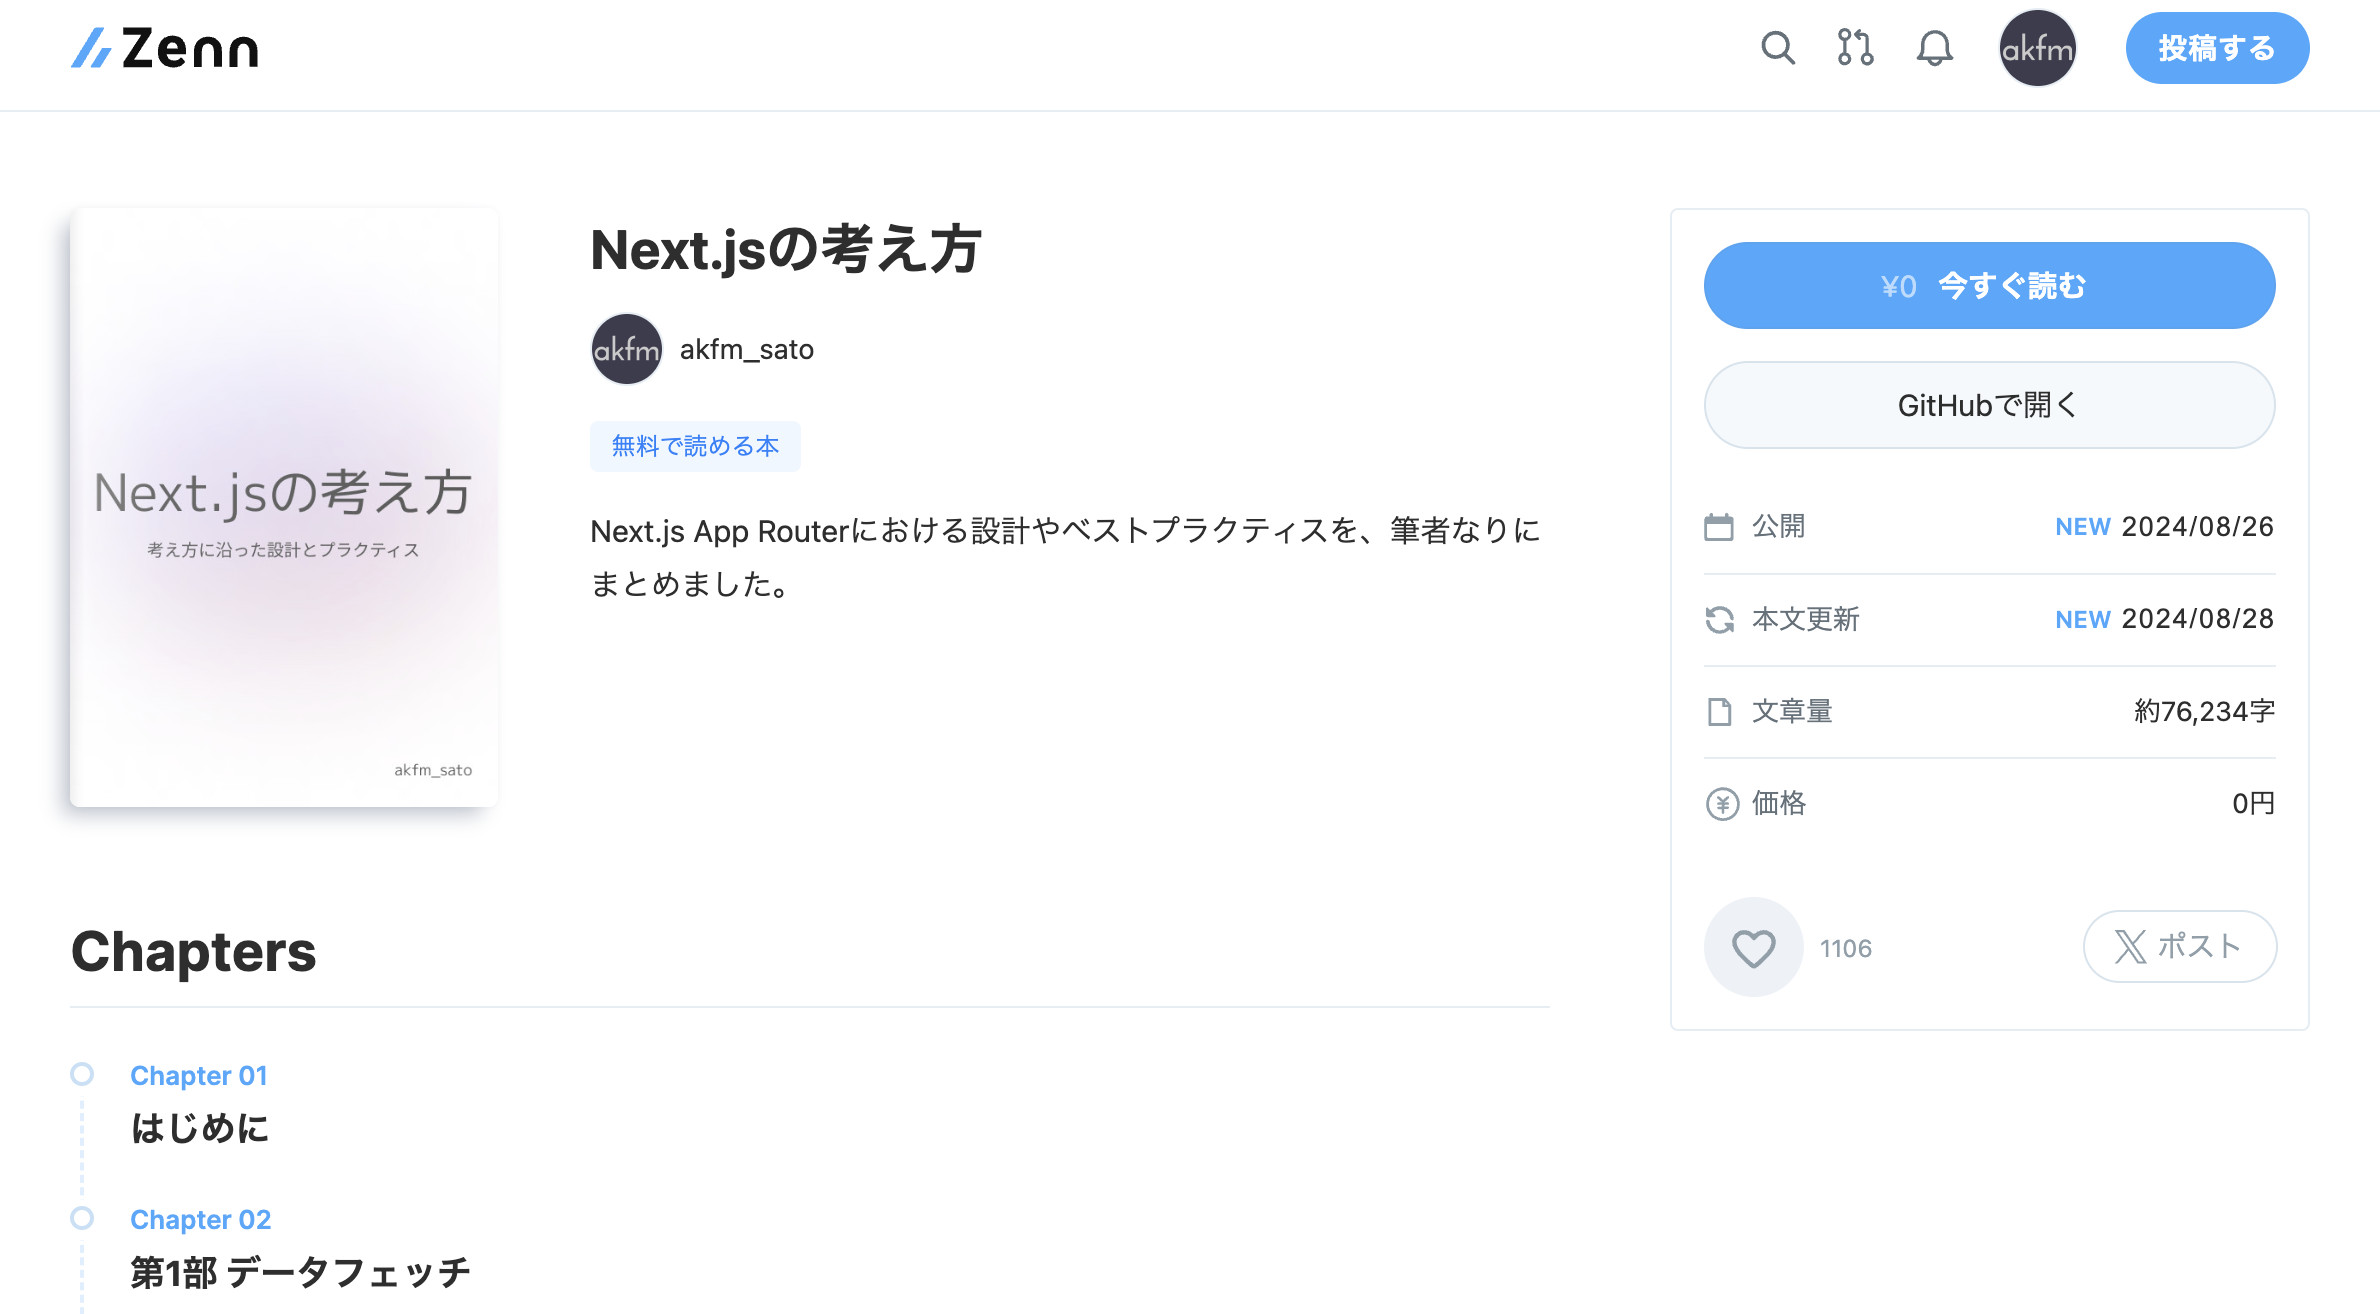 Zenn
akfm
投稿する
Next.jsの考え方
考え方に沿った設計とプラクティス
akfm_sato
Next.jsの考え方
akfm
akfm_sato
無料で読める本
Next.js App Routerにおける設計やベストプラクティスを、筆者なりに
まとめました。
¥0 今すぐ読む
GitHubで開く
公開 NEW 2024/08/26
本文更新 NEW 2024/08/28
文章量 約76,234字
価格 0円
1106 ポスト
Chapters
Chapter 01
はじめに
Chapter 02
第1部 データフェッチ